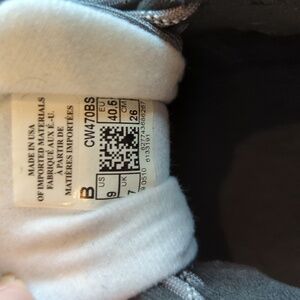 MADE IN USA
OF IMPORTED MATERIALS
FABRIQUÉ AUX É.-U.
À PARTIR DE
MATIÈRES IMPORTÉES
CW470BS
B
EU
40.5
CM
26
US
9
UK
7